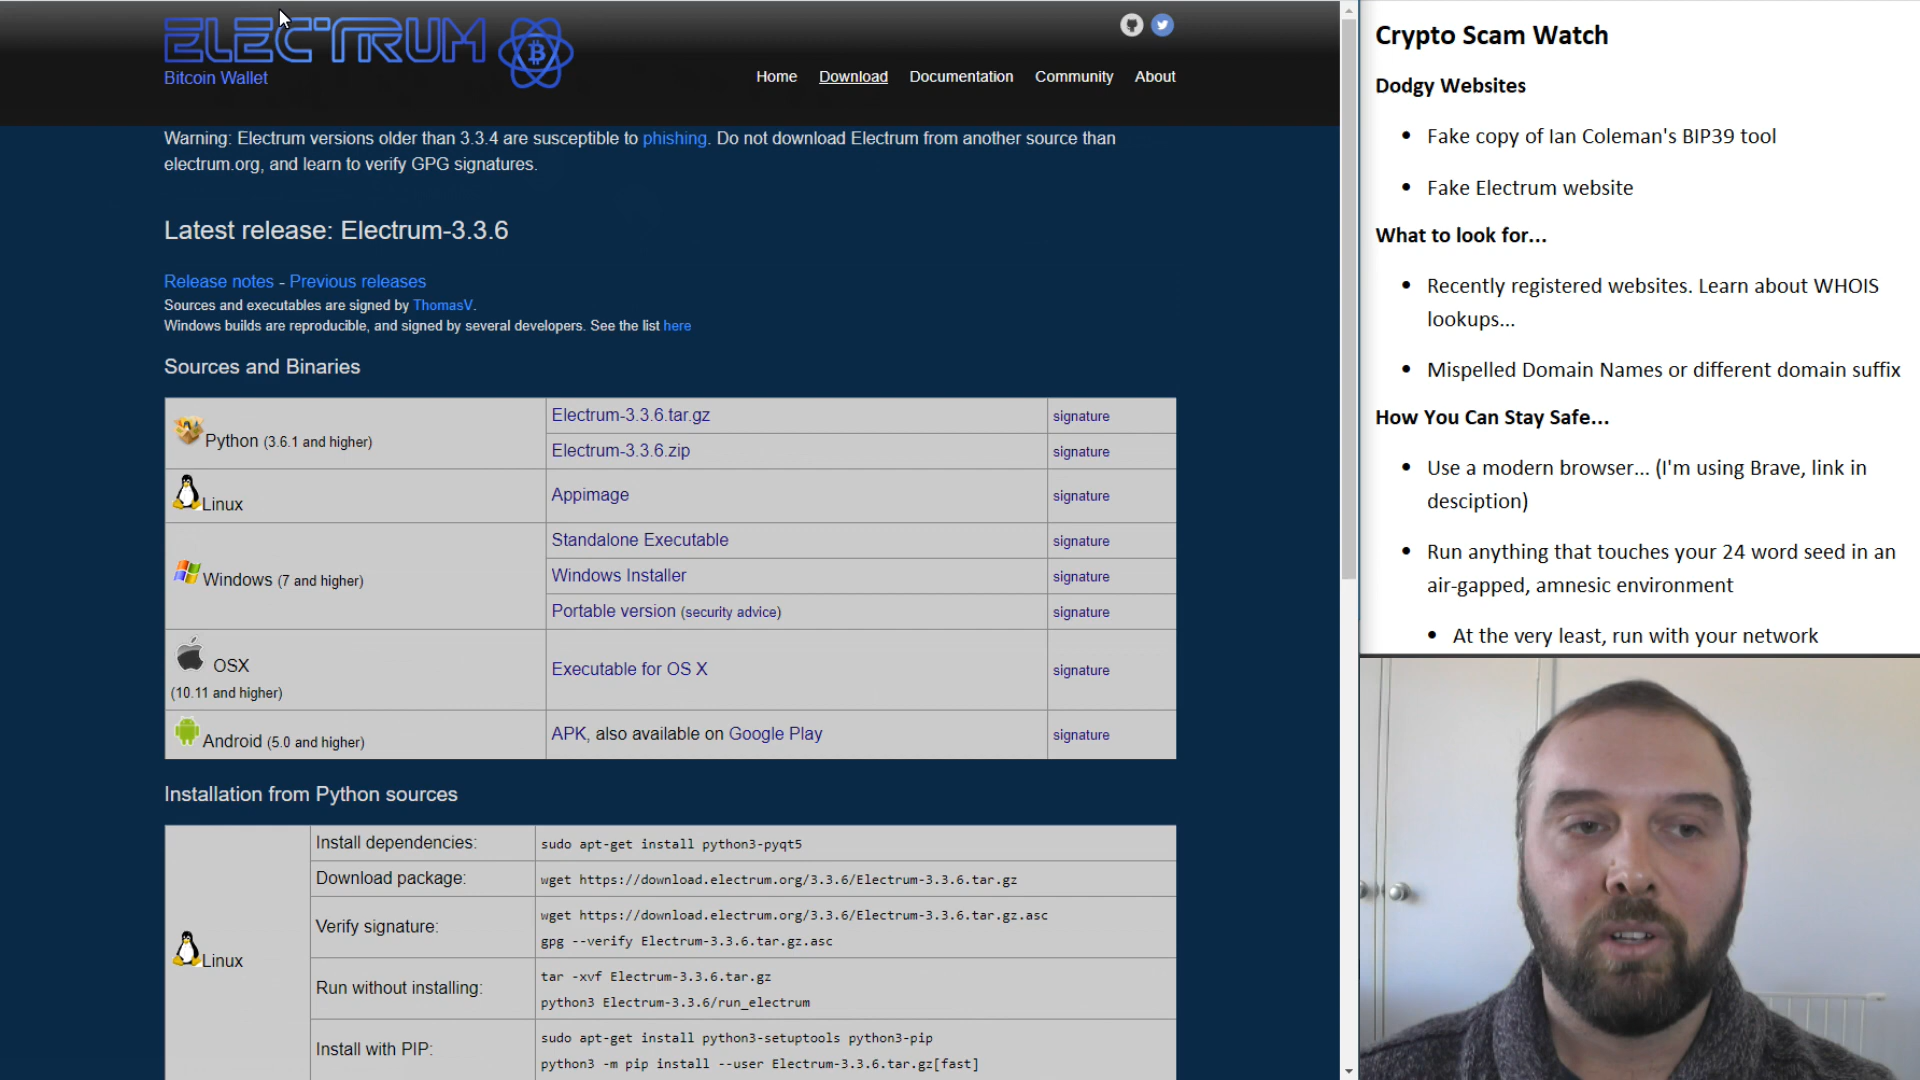 ELECTRUM
Bitcoin Wallet
Home Download Documentation Community About
Warning: Electrum versions older than 3.3.4 are susceptible to phishing. Do not download Electrum from another source than
electrum.org, and learn to verify GPG signatures.
Latest release: Electrum-3.3.6
Release notes - Previous releases
Sources and executables are signed by ThomasV.
Windows builds are reproducible, and signed by several developers. See the list here
Sources and Binaries
Python (3.6.1 and higher)
Electrum-3.3.6.tar.gz signature
Electrum-3.3.6.zip signature
Linux
Appimage signature
Windows (7 and higher)
Standalone Executable signature
Windows Installer signature
Portable version (security advice) signature
OSX
(10.11 and higher)
Executable for OS X signature
Android (5.0 and higher)
APK, also available on Google Play signature
Installation from Python sources
Linux
Install dependencies: sudo apt-get install python3-pyqt5
Download package: wget https://download.electrum.org/3.3.6/Electrum-3.3.6.tar.gz
Verify signature:
wget https://download.electrum.org/3.3.6/Electrum-3.3.6.tar.gz.asc
gpg --verify Electrum-3.3.6.tar.gz.asc
Run without installing:
tar -xvf Electrum-3.3.6.tar.gz
python3 Electrum-3.3.6/run_electrum
Install with PIP:
sudo apt-get install python3-setuptools python3-pip
python3 -m pip install --user Electrum-3.3.6.tar.gz[fast]
Crypto Scam Watch
Dodgy Websites
• Fake copy of Ian Coleman's BIP39 tool
• Fake Electrum website
What to look for...
• Recently registered websites. Learn about WHOIS
lookups...
• Mispelled Domain Names or different domain suffix
How You Can Stay Safe...
• Use a modern browser... (I'm using Brave, link in
desciption)
• Run anything that touches your 24 word seed in an
air-gapped, amnesic environment
• At the very least, run with your network